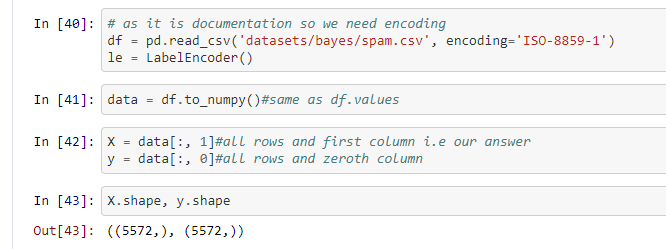 In [40]: # as it is documentation so we need encoding
df = pd.read_csv('datasets/bayes/spam.csv', encoding='ISO-8859-1')
le = LabelEncoder()
In [41]: data = df.to_numpy()#same as df.values
In [42]: X = data[:, 1]#all rows and first column i.e our answer
y = data[:, 0]#all rows and zeroth column
In [43]: X.shape, y.shape
Out[43]: ((5572,), (5572,))